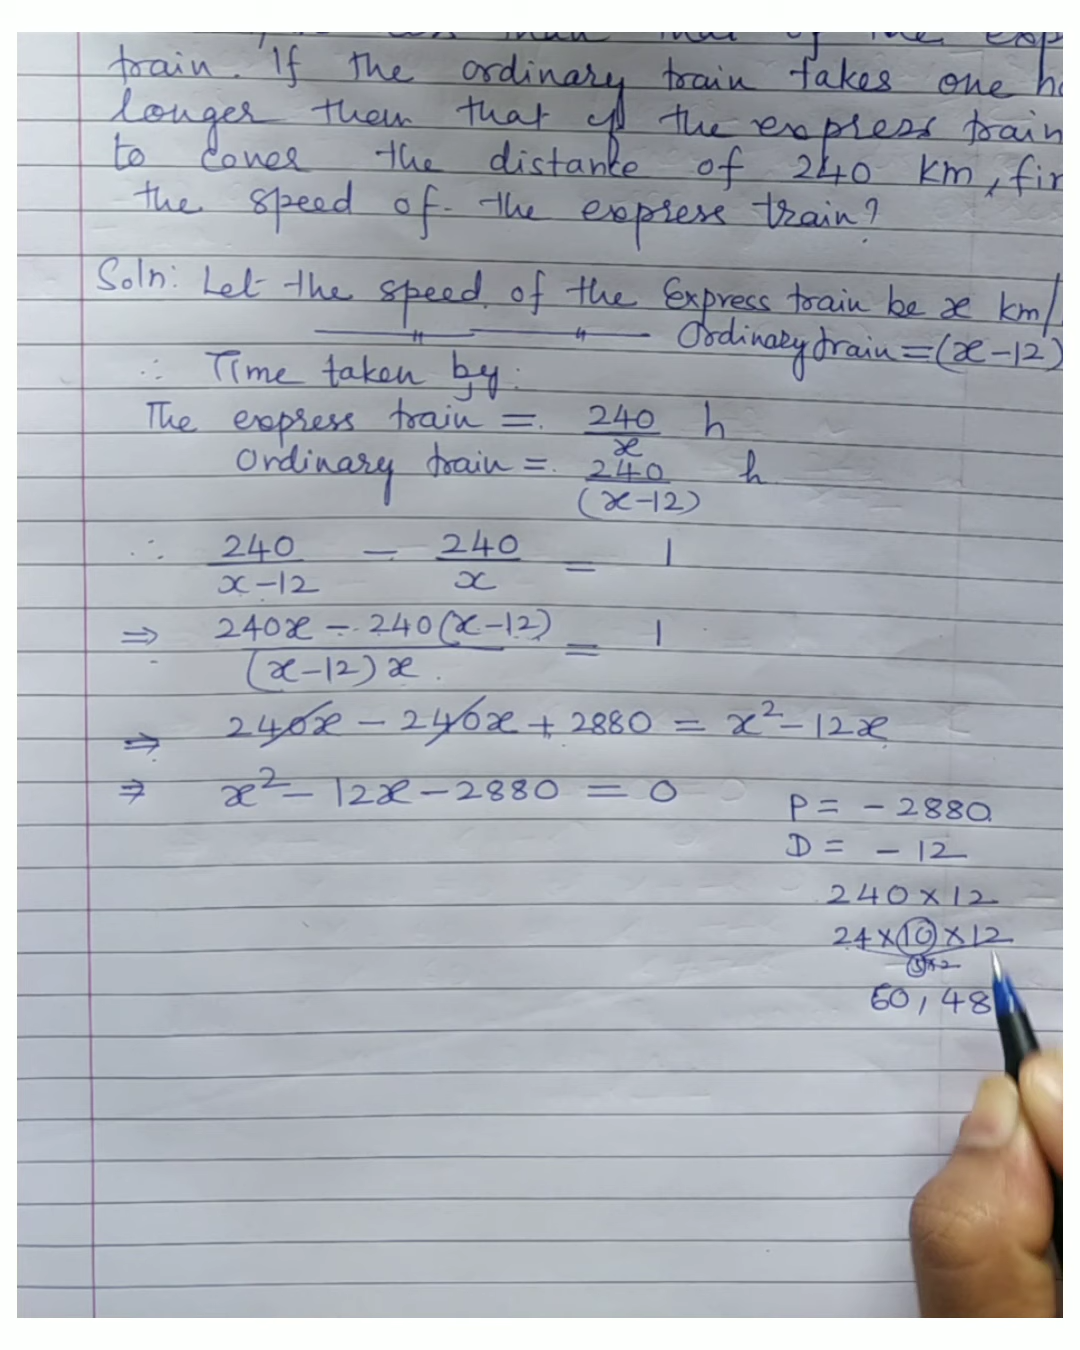 train. If the ordinary train takes one
longer them that of the express train
to cover the distante of 240 km,
the speed of the express train?
Soln: Let the speed of the Express train be x km/
——〃——〃—— Ordinary train = (x-12)
∴ Time taken by:
The express train = 240/x h
Ordinary train = 240/(x-12) h
∴ 240/x-12 - 240/x = 1
⇒ 240x - 240(x-12)/(x-12)x = 1
⇒ 240x - 240x + 2880 = x² - 12x
⇒ x² - 12x - 2880 = 0
P = - 2880
D = - 12
240×12
24×10×12
5×2
60, 48